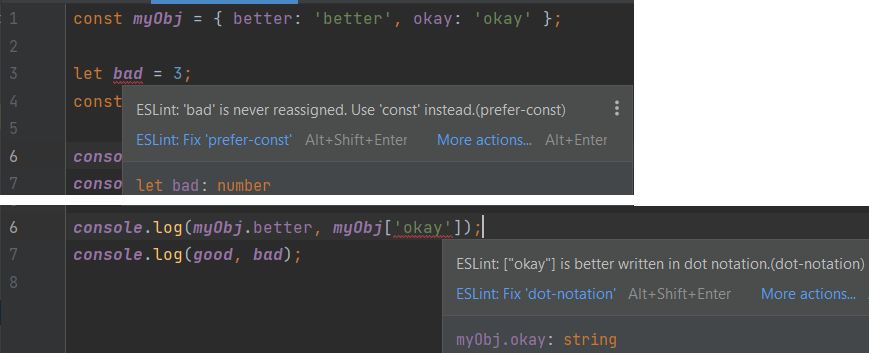 1 const myObj = { better: 'better', okay: 'okay' };
2
3 let bad = 3;
4 const
ESLint: 'bad' is never reassigned. Use 'const' instead.(prefer-const)
5
ESLint: Fix 'prefer-const' Alt+Shift+Enter More actions... Alt+Enter
6 conso
7 conso
let bad: number
6 console.log(myObj.better, myObj['okay']);
7 console.log(good, bad);
8
ESLint: ["okay"] is better written in dot notation.(dot-notation)
ESLint: Fix 'dot-notation' Alt+Shift+Enter More actions...
myObj.okay: string